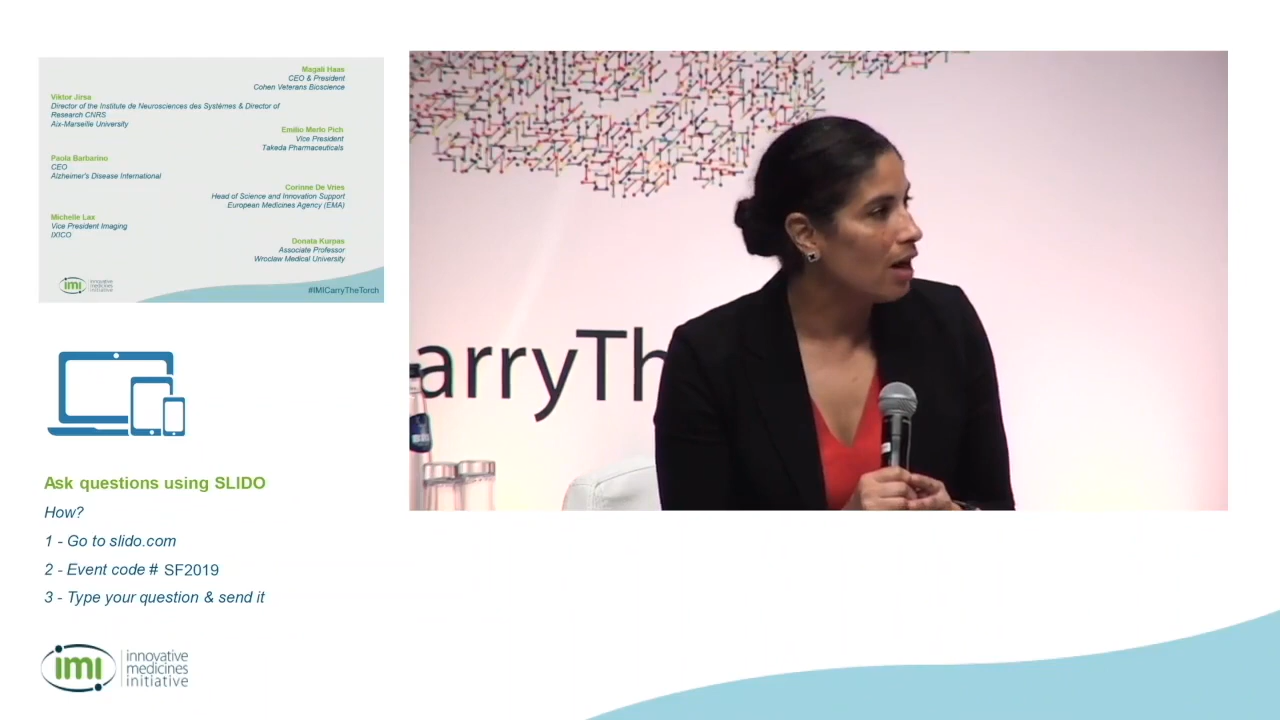 Magali Haas
CEO & President
Cohen Veterans Bioscience
Viktor Jirsa
Director of the Institute de Neurosciences des Systèmes & Director of
Research CNRS
Aix-Marseille University
Emilio Merlo Pich
Vice President
Takeda Pharmaceuticals
Paola Barbarino
CEO
Alzheimer's Disease International
Corinne De Vries
Head of Science and Innovation Support
European Medicines Agency (EMA)
Michelle Lax
Vice President Imaging
IXICO
Donata Kurpas
Associate Professor
Wroclaw Medical University
imi
innovative
medicines
initiative
#IMICarryTheTorch
arryTh
Ask questions using SLIDO
How?
1 - Go to slido.com
2 - Event code # SF2019
3 - Type your question & send it
imi
innovative
medicines
initiative